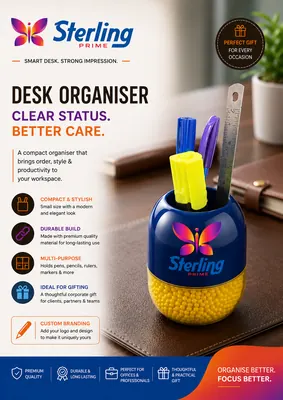 Sterling
PRIME
SMART DESK. STRONG IMPRESSION.
PERFECT GIFT
FOR EVERY
OCCASION
DESK ORGANISER
CLEAR STATUS.
BETTER CARE.
A compact organiser that
brings order, style &
productivity to
your workspace.
COMPACT & STYLISH
Small size with a modern
and elegant look
DURABLE BUILD
Made with premium quality
material for long-lasting use
MULTI-PURPOSE
Holds pens, pencils, rulers,
markers & more
IDEAL FOR GIFTING
A thoughtful corporate gift
for clients, partners & teams
CUSTOM BRANDING
Add your logo and design
to make it uniquely yours
Sterling
PRIME
PREMIUM
QUALITY
DURABLE &
LONG LASTING
PERFECT FOR
OFFICES &
PROFESSIONALS
THOUGHTFUL
& PRACTICAL
GIFT
ORGANISE BETTER.
FOCUS BETTER.